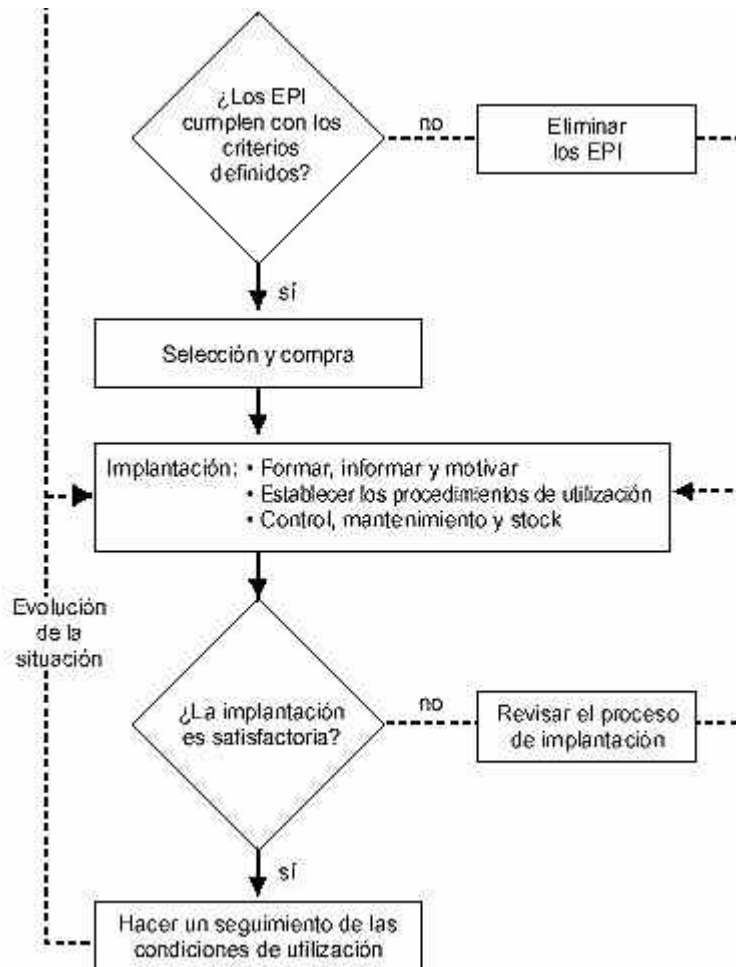 ¿Los EPI
cumplen con los
criterios
definidos?
no
Eliminar
los EPI
sí
Selección y compra
Implantación: • Formar, informar y motivar
• Establecer los procedimientos de utilización
• Control, mantenimiento y stock
Evolución
de la
situación
¿La implantación
es satisfactoria?
no
Revisar el proceso
de implantación
sí
Hacer un seguimiento de las
condiciones de utilización